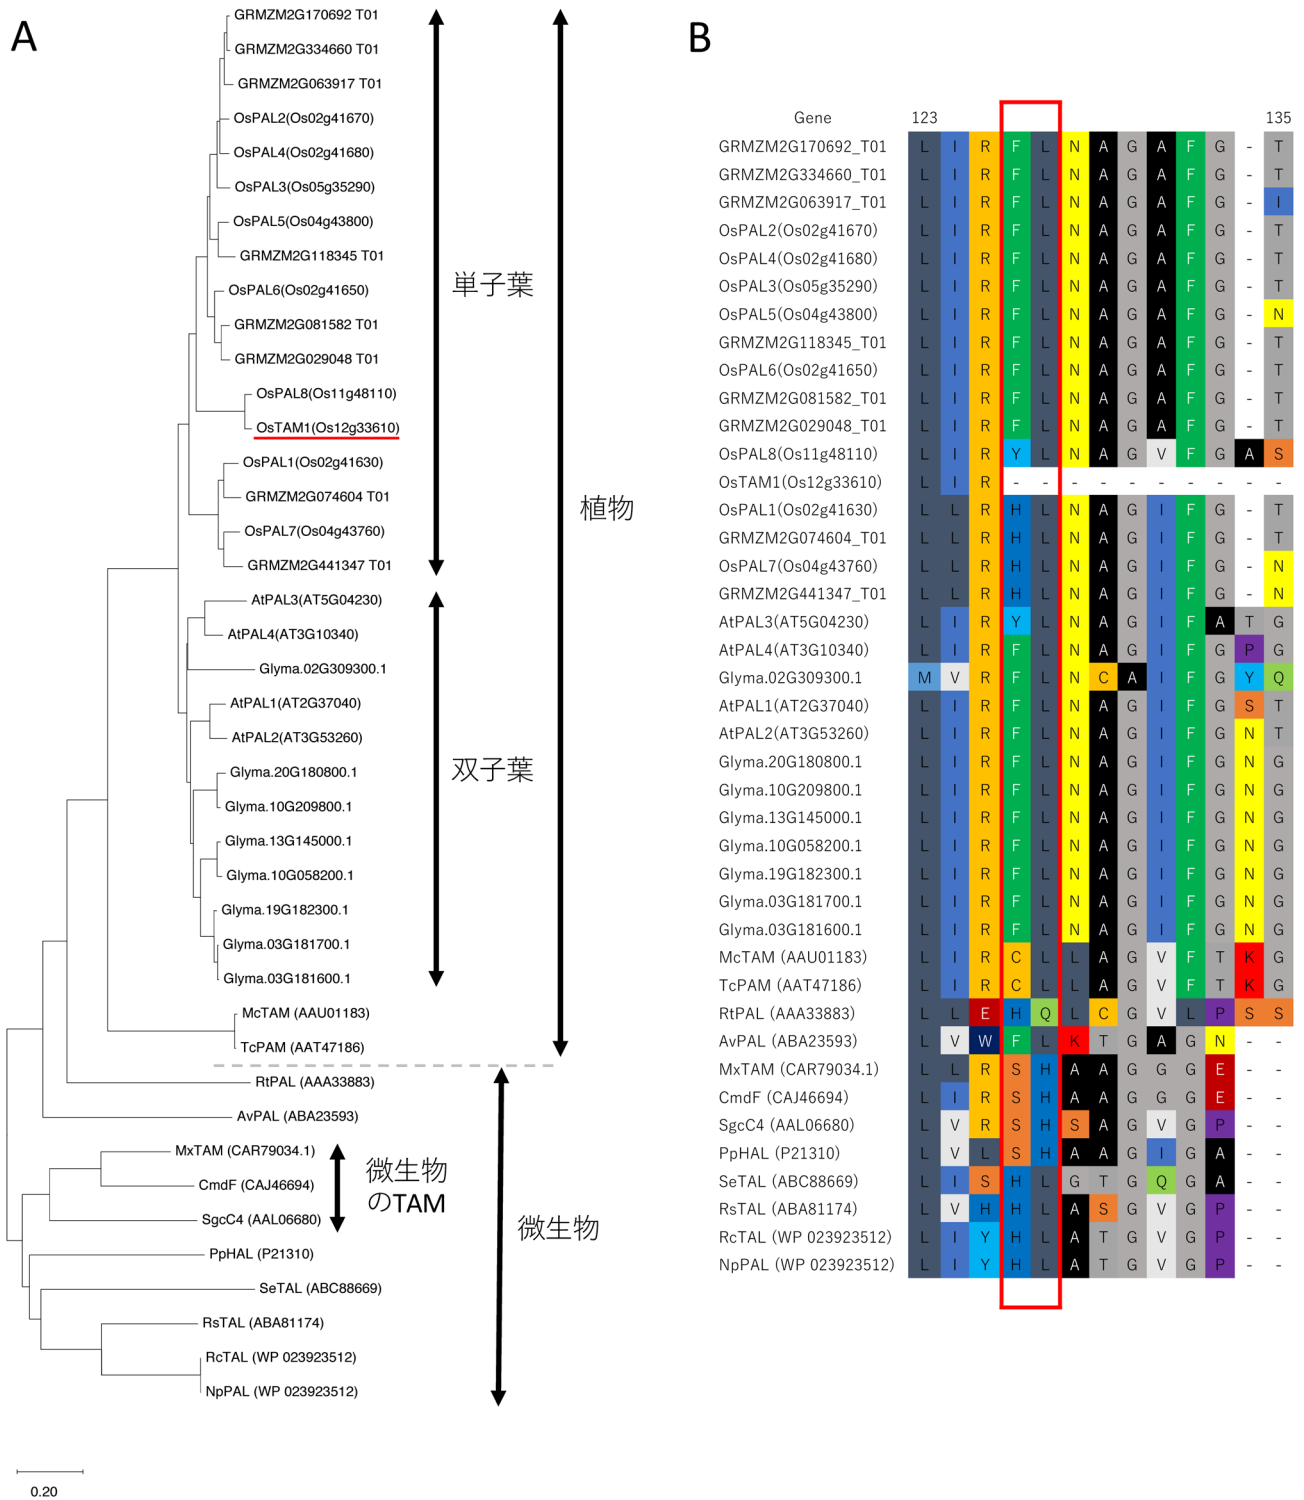 A
GRMZM2G170692 T01
GRMZM2G334660 T01
GRMZM2G063917 T01
OsPAL2(Os02g41670)
OsPAL4(Os02g41680)
OsPAL3(Os05g35290)
OsPAL5(Os04g43800)
GRMZM2G118345 T01
OsPAL6(Os02g41650)
GRMZM2G081582 T01
GRMZM2G029048 T01
OsPAL8(Os11g48110)
OsTAM1(Os12g33610)
OsPAL1(Os02g41630)
GRMZM2G074604 T01
OsPAL7(Os04g43760)
GRMZM2G441347 T01
AtPAL3(AT5G04230)
AtPAL4(AT3G10340)
Glyma.02G309300.1
AtPAL1(AT2G37040)
AtPAL2(AT3G53260)
Glyma.20G180800.1
Glyma.10G209800.1
Glyma.13G145000.1
Glyma.10G058200.1
Glyma.19G182300.1
Glyma.03G181700.1
Glyma.03G181600.1
McTAM (AAU01183)
TcPAM (AAT47186)
RtPAL (AAA33883)
AvPAL (ABA23593)
MxTAM (CAR79034.1)
CmdF (CAJ46694)
SgcC4 (AAL06680)
PpHAL (P21310)
SeTAL (ABC88669)
RsTAL (ABA81174)
RcTAL (WP 023923512)
NpPAL (WP 023923512)
0.20
単子葉
双子葉
植物
微生物
のTAM
微生物
B
Gene 123 135
GRMZM2G170692_T01 L I R F L N A G A F G - T
GRMZM2G334660_T01 L I R F L N A G A F G - T
GRMZM2G063917_T01 L I R F L N A G A F G - I
OsPAL2(Os02g41670) L I R F L N A G A F G - T
OsPAL4(Os02g41680) L I R F L N A G A F G - T
OsPAL3(Os05g35290) L I R F L N A G A F G - T
OsPAL5(Os04g43800) L I R F L N A G A F G - N
GRMZM2G118345_T01 L I R F L N A G A F G - T
OsPAL6(Os02g41650) L I R F L N A G A F G - T
GRMZM2G081582_T01 L I R F L N A G A F G - T
GRMZM2G029048_T01 L I R F L N A G A F G - T
OsPAL8(Os11g48110) L I R Y L N A G V F G A S
OsTAM1(Os12g33610) L I R - - - - - - - - - -
OsPAL1(Os02g41630) L L R H L N A G I F G - T
GRMZM2G074604_T01 L L R H L N A G I F G - T
OsPAL7(Os04g43760) L L R H L N A G I F G - N
GRMZM2G441347_T01 L L R H L N A G I F G - N
AtPAL3(AT5G04230) L I R Y L N A G I F A T G
AtPAL4(AT3G10340) L I R F L N A G I F G P G
Glyma.02G309300.1 M V R F L N C A I F G Y Q
AtPAL1(AT2G37040) L I R F L N A G I F G S T
AtPAL2(AT3G53260) L I R F L N A G I F G N T
Glyma.20G180800.1 L I R F L N A G I F G N G
Glyma.10G209800.1 L I R F L N A G I F G N G
Glyma.13G145000.1 L I R F L N A G I F G N G
Glyma.10G058200.1 L I R F L N A G I F G N G
Glyma.19G182300.1 L I R F L N A G I F G N G
Glyma.03G181700.1 L I R F L N A G I F G N G
Glyma.03G181600.1 L I R F L N A G I F G N G
McTAM (AAU01183) L I R C L L A G V F T K G
TcPAM (AAT47186) L I R C L L A G V F T K G
RtPAL (AAA33883) L L E H Q L C G V L P S S
AvPAL (ABA23593) L V W F L K T G A G N - -
MxTAM (CAR79034.1) L L R S H A A G G G E - -
CmdF (CAJ46694) L I R S H A A G G G E - -
SgcC4 (AAL06680) L V R S H S A G V G P - -
PpHAL (P21310) L V L S H A A G I G A - -
SeTAL (ABC88669) L I S H L G T G Q G A - -
RsTAL (ABA81174) L V H H L A S G V G P - -
RcTAL (WP 023923512) L I Y H L A T G V G P - -
NpPAL (WP 023923512) L I Y H L A T G V G P - -